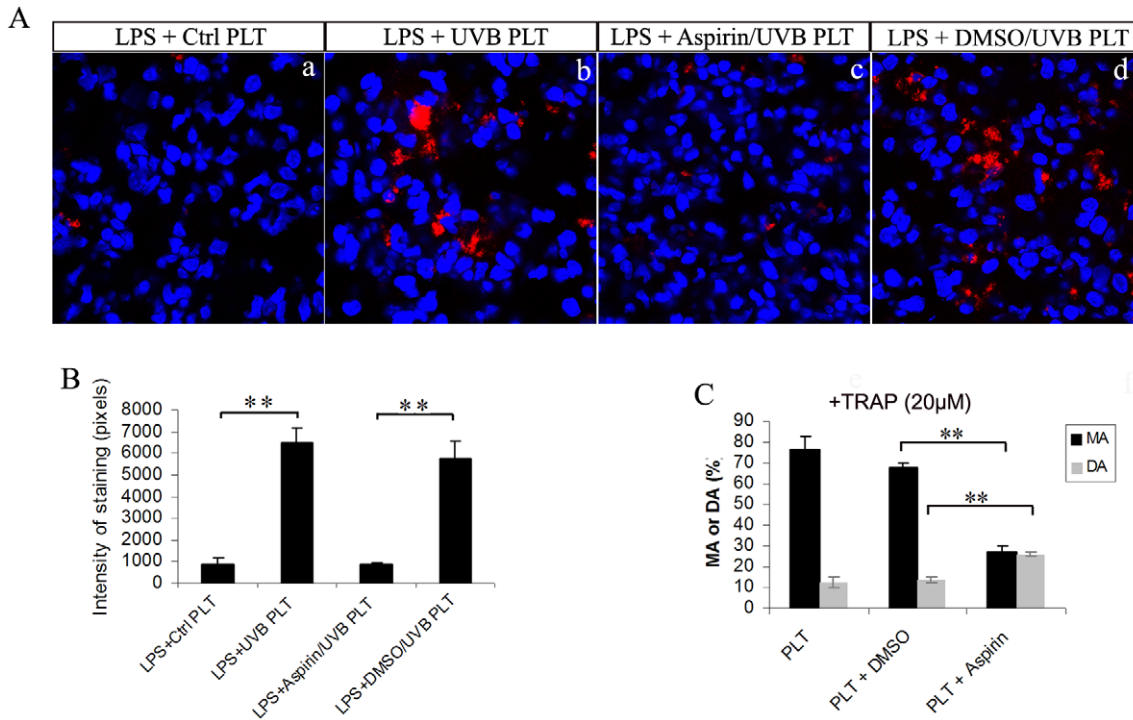 A
LPS + Ctrl PLT LPS + UVB PLT LPS + Aspirin/UVB PLT LPS + DMSO/UVB PLT
a b c d
B
Intensity of staining (pixels)
8000
7000
6000
5000
4000
3000
2000
1000
0
** **
LPS+Ctrl PLT
LPS+UVB PLT
LPS+Aspirin/UVB PLT
LPS+DMSO/UVB PLT
e f
C
+TRAP (20µM)
MA or DA (%)
90
80
70
60
50
40
30
20
10
0
**
**
MA
DA
PLT
PLT + DMSO
PLT + Aspirin